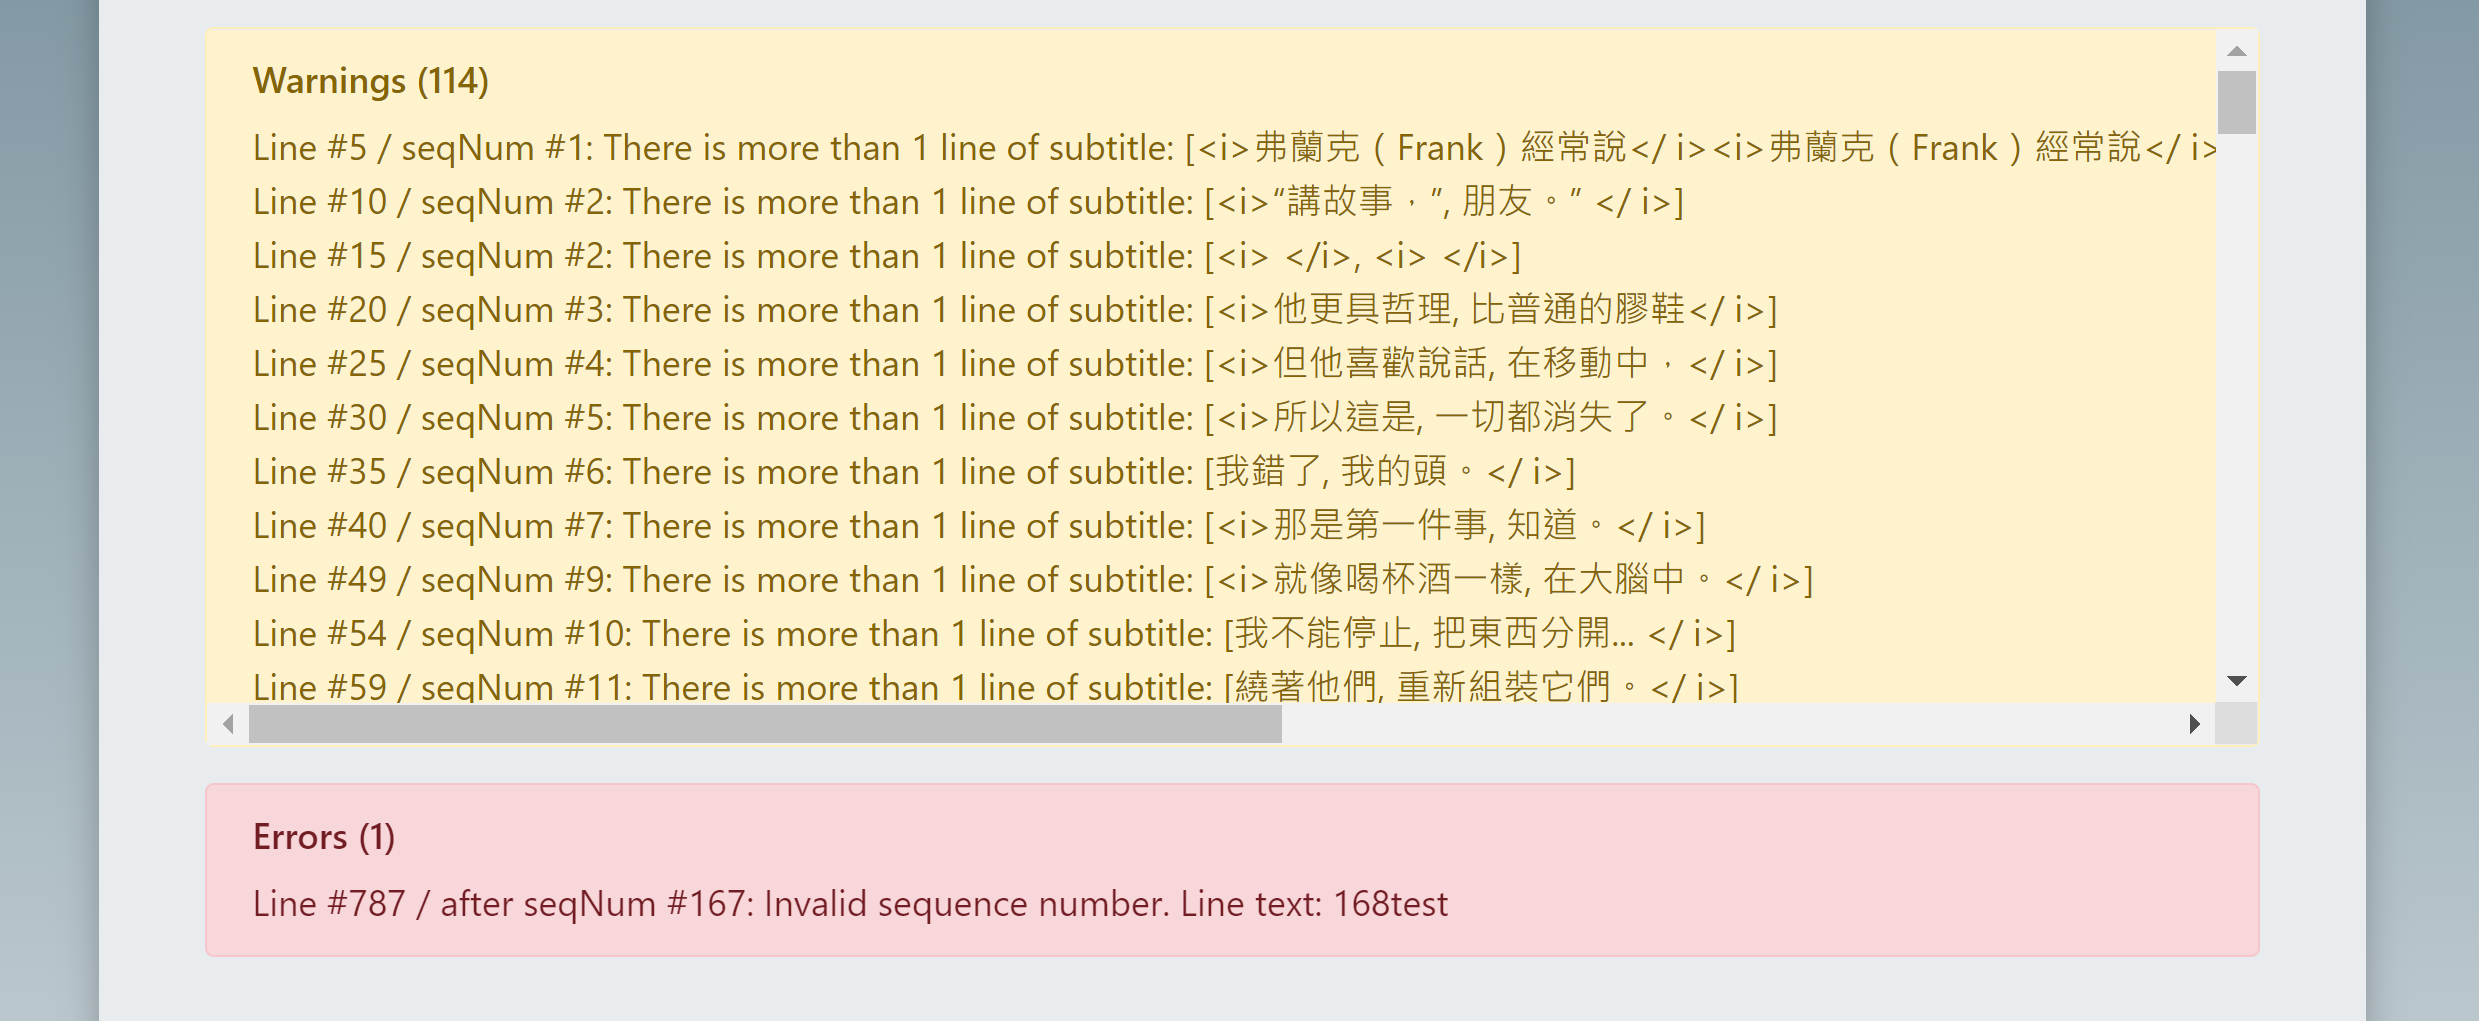 Warnings (114)
Line #5 / seqNum #1: There is more than 1 line of subtitle: [<i>弗蘭克（Frank）經常說</ i><i>弗蘭克（Frank）經常說</ i>
Line #10 / seqNum #2: There is more than 1 line of subtitle: [<i>“講故事，”, 朋友。” </ i>]
Line #15 / seqNum #2: There is more than 1 line of subtitle: [<i> </i>, <i> </i>]
Line #20 / seqNum #3: There is more than 1 line of subtitle: [<i>他更具哲理, 比普通的膠鞋</ i>]
Line #25 / seqNum #4: There is more than 1 line of subtitle: [<i>但他喜歡說話, 在移動中，</ i>]
Line #30 / seqNum #5: There is more than 1 line of subtitle: [<i>所以這是, 一切都消失了。</ i>]
Line #35 / seqNum #6: There is more than 1 line of subtitle: [我錯了, 我的頭。</ i>]
Line #40 / seqNum #7: There is more than 1 line of subtitle: [<i>那是第一件事, 知道。</ i>]
Line #49 / seqNum #9: There is more than 1 line of subtitle: [<i>就像喝杯酒一樣, 在大腦中。</ i>]
Line #54 / seqNum #10: There is more than 1 line of subtitle: [我不能停止, 把東西分開... </ i>]
Line #59 / seqNum #11: There is more than 1 line of subtitle: [繞著他們, 重新組裝它們。</ i>]
Errors (1)
Line #787 / after seqNum #167: Invalid sequence number. Line text: 168test